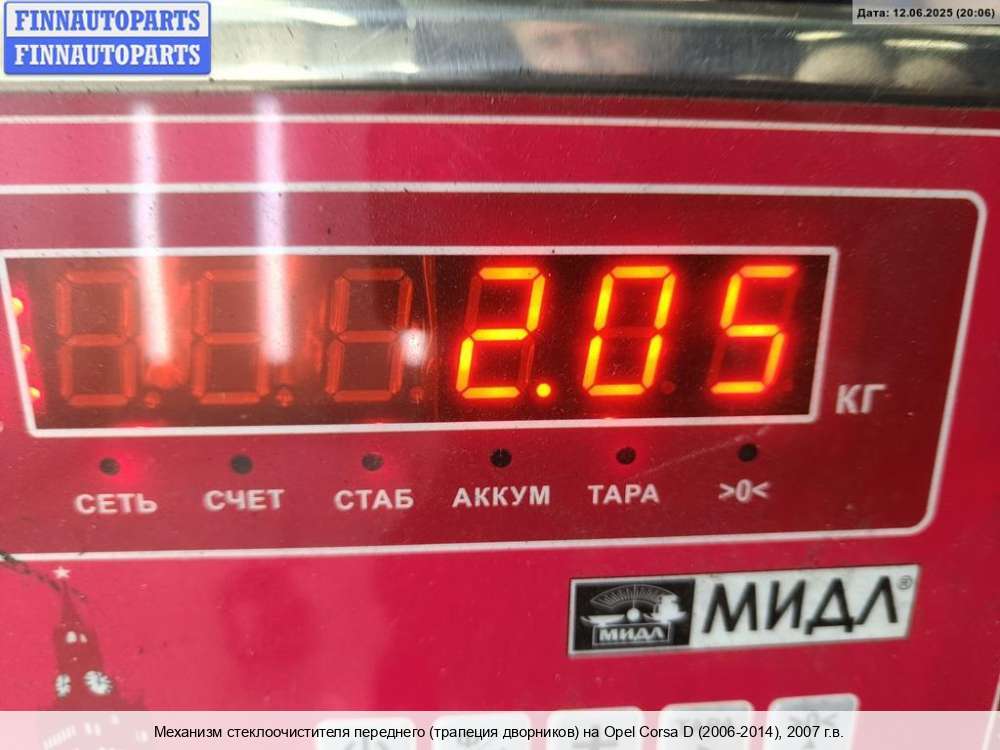 FINNAUTOPARTS
FINNAUTOPARTS
Дата: 12.06.2025 (20:06)
2.05
КГ
СЕТЬ СЧЕТ СТАБ АККУМ ТАРА >0<
МИДЛ МИДЛ®
Механизм стеклоочистителя переднего (трапеция дворников) на Opel Corsa D (2006-2014), 2007 г.в.